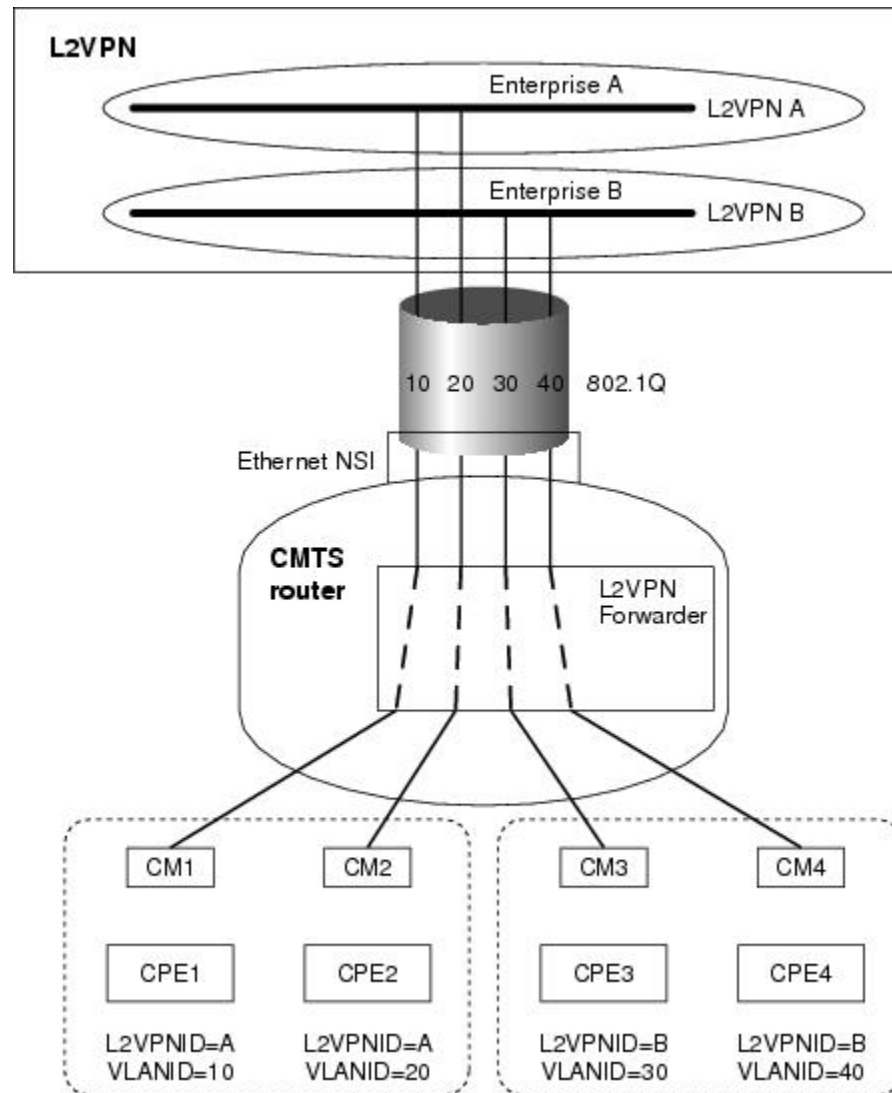 L2VPN
Enterprise A
L2VPN A
Enterprise B
L2VPN B
10 20 30 40 802.1Q
Ethernet NSI
CMTS
router
L2VPN
Forwarder
CM1 CM2 CM3 CM4
CPE1 CPE2 CPE3 CPE4
L2VPNID=A L2VPNID=A L2VPNID=B L2VPNID=B
VLANID=10 VLANID=20 VLANID=30 VLANID=40